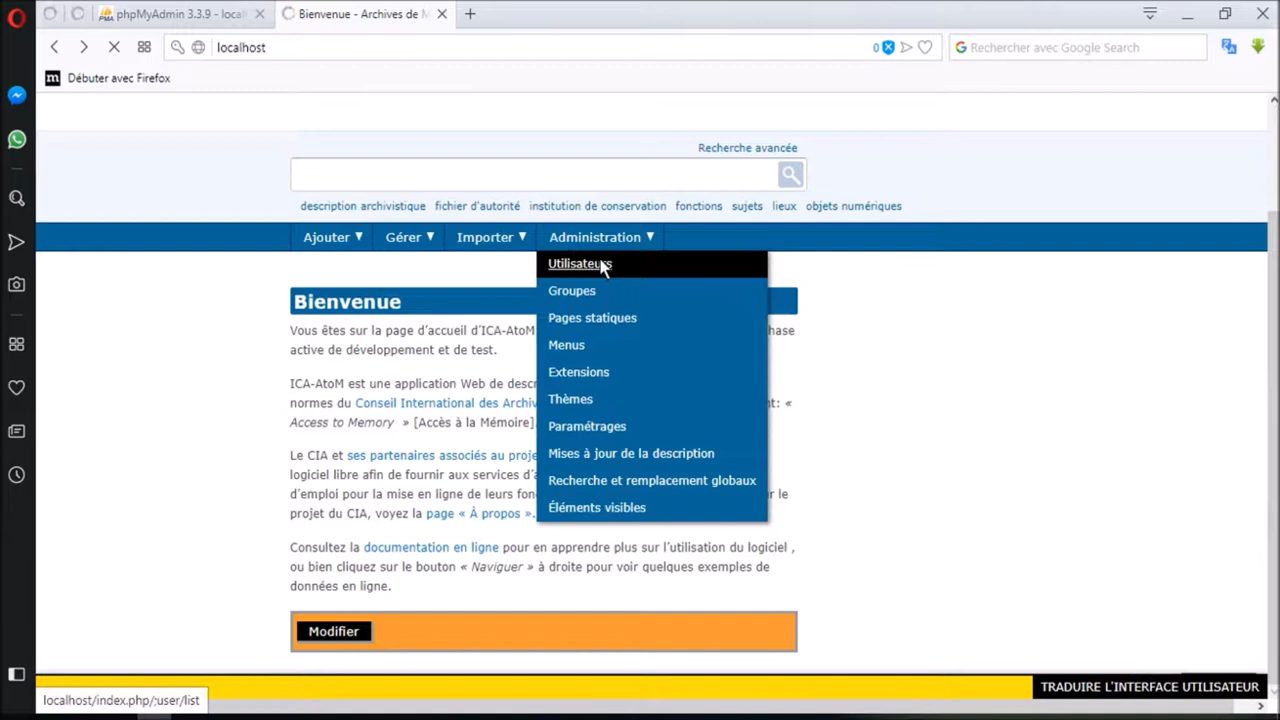 phpMyAdmin 3.3.9 - local
Bienvenue - Archives de M
localhost
0
Rechercher avec Google Search
m Débuter avec Firefox
Recherche avancée
description archivistique fichier d'autorité institution de conservation fonctions sujets lieux objets numériques
Ajouter ▼ Gérer ▼ Importer ▼ Administration ▼
Utilisateurs
Groupes
Pages statiques
Menus
Extensions
Thèmes
Paramétrages
Mises à jour de la description
Recherche et remplacement globaux
Éléments visibles
Bienvenue
Vous êtes sur la page d'accueil d'ICA-AtoM
active de développement et de test.
ICA-AtoM est une application Web de desc
normes du Conseil International des Archi nt: «
Access to Memory » [Accès à la Mémoire].
Le CIA et ses partenaires associés au proje
logiciel libre afin de fournir aux services d'a
d'emploi pour la mise en ligne de leurs fon r le
projet du CIA, voyez la page « À propos ».
Consultez la documentation en ligne pour en apprendre plus sur l'utilisation du logiciel ,
ou bien cliquez sur le bouton « Naviguer » à droite pour voir quelques exemples de
données en ligne.
Modifier
TRADUIRE L'INTERFACE UTILISATEUR
localhost/index.php/;user/list